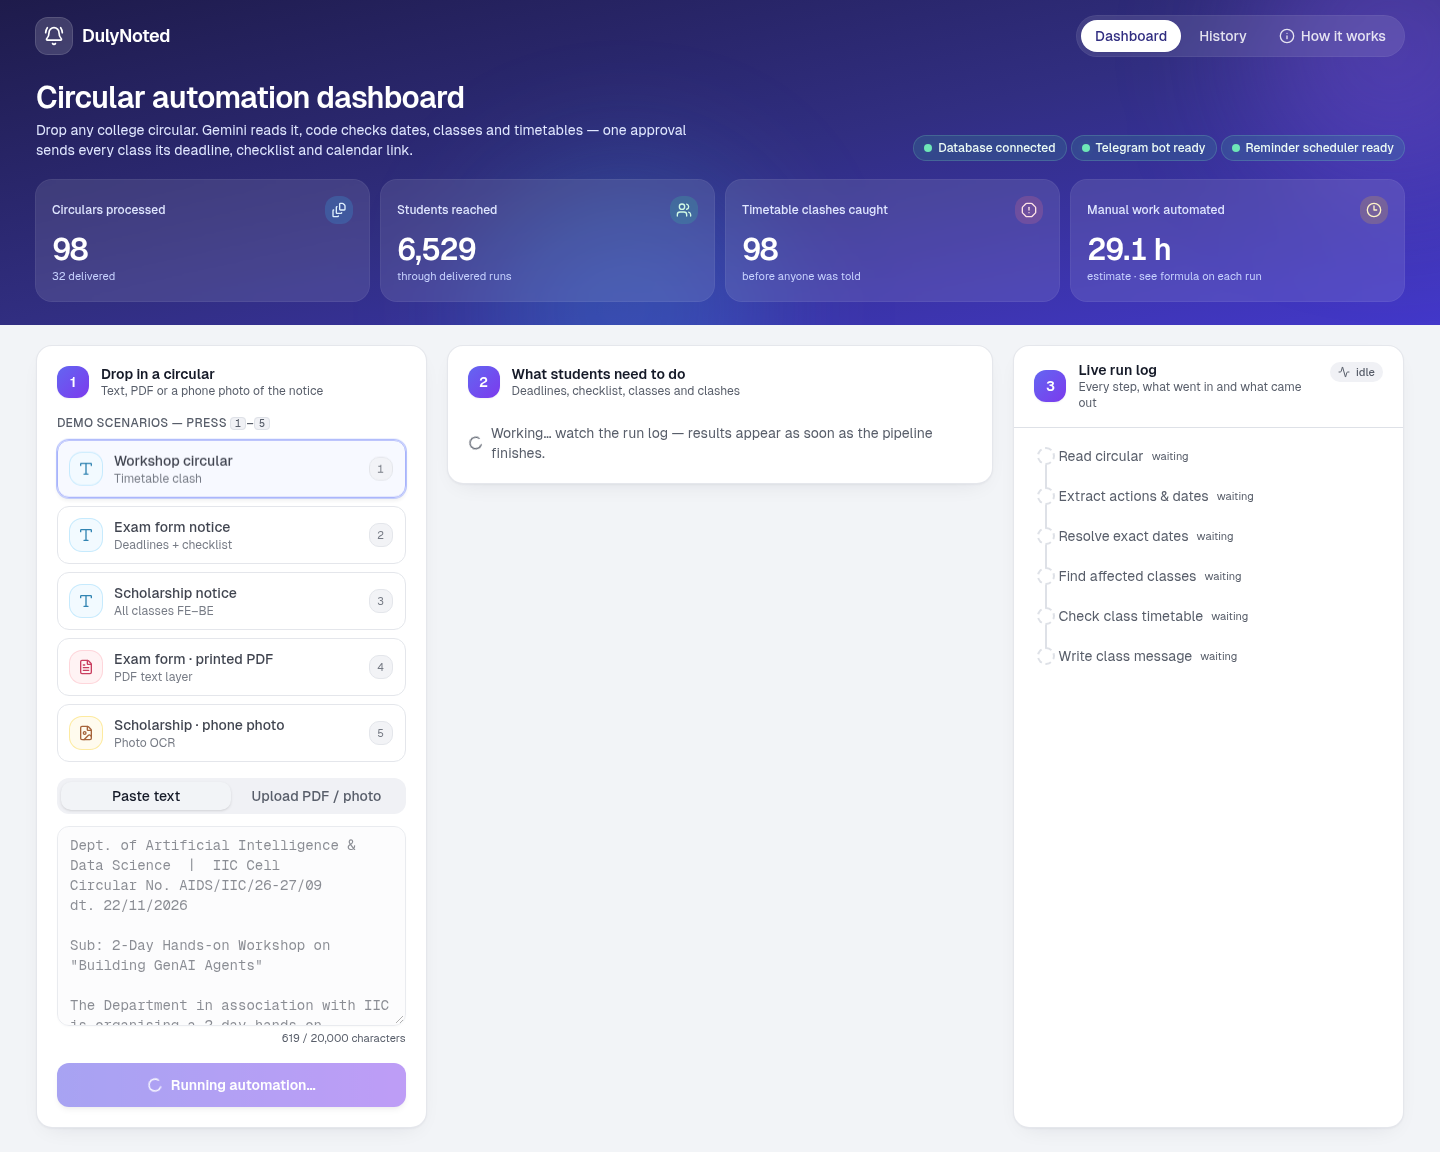 DulyNoted
Dashboard
History
How it works
Circular automation dashboard
Drop any college circular. Gemini reads it, code checks dates, classes and timetables — one approval
sends every class its deadline, checklist and calendar link.
Database connected
Telegram bot ready
Reminder scheduler ready
Circulars processed
98
32 delivered
Students reached
6,529
through delivered runs
Timetable clashes caught
98
before anyone was told
Manual work automated
29.1 h
estimate · see formula on each run
1
Drop in a circular
Text, PDF or a phone photo of the notice
DEMO SCENARIOS — PRESS 1–5
Workshop circular
Timetable clash
1
Exam form notice
Deadlines + checklist
2
Scholarship notice
All classes FE–BE
3
Exam form · printed PDF
PDF text layer
4
Scholarship · phone photo
Photo OCR
5
Paste text
Upload PDF / photo
Dept. of Artificial Intelligence &
Data Science  |  IIC Cell
Circular No. AIDS/IIC/26-27/09
dt. 22/11/2026
Sub: 2-Day Hands-on Workshop on
"Building GenAI Agents"
The Department in association with IIC
is organising a 2-day hands-on
619 / 20,000 characters
Running automation...
2
What students need to do
Deadlines, checklist, classes and clashes
Working… watch the run log — results appear as soon as the pipeline
finishes.
3
Live run log
Every step, what went in and what came
out
idle
Read circular waiting
Extract actions & dates waiting
Resolve exact dates waiting
Find affected classes waiting
Check class timetable waiting
Write class message waiting